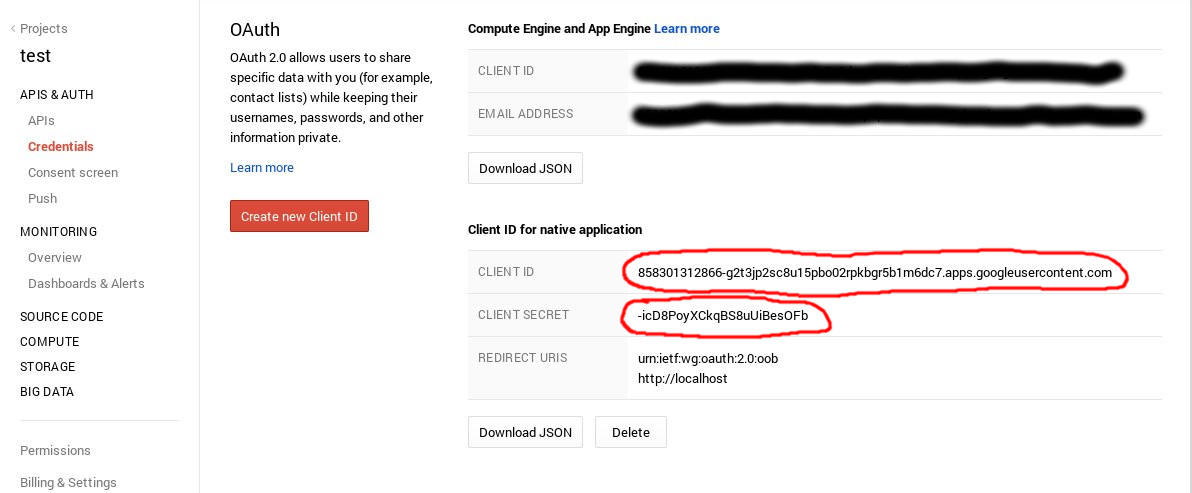 Projects
test
APIS & AUTH
APIs
Credentials
Consent screen
Push
MONITORING
Overview
Dashboards & Alerts
SOURCE CODE
COMPUTE
STORAGE
BIG DATA
Permissions
Billing & Settings
OAuth
OAuth 2.0 allows users to share
specific data with you (for example,
contact lists) while keeping their
usernames, passwords, and other
information private.
Learn more
Create new Client ID
Compute Engine and App Engine Learn more
CLIENT ID
EMAIL ADDRESS
Download JSON
Client ID for native application
CLIENT ID 858301312866-g2t3jp2sc8u15pbo02rpkbgr5b1m6dc7.apps.googleusercontent.com
CLIENT SECRET -icD8PoyXCkqBS8uUiBesOFb
REDIRECT URIS urn:ietf:wg:oauth:2.0:oob
http://localhost
Download JSON Delete